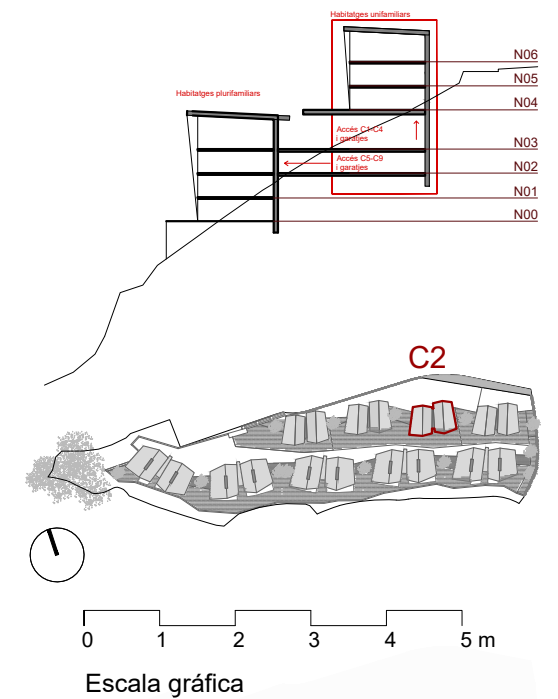 Habitatges unifamiliars
N06
N05
Habitatges plurifamiliars
N04
Accés C1-C4
i garatjes
N03
Accés C5-C9
i garatjes
N02
N01
N00
C2
0 1 2 3 4 5 m
Escala gráfica